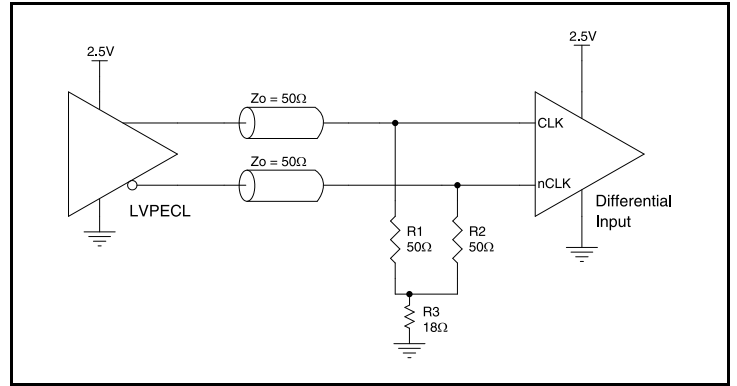 2.5V
2.5V
Zo = 50Ω
CLK
Zo = 50Ω
nCLK
LVPECL
Differential
Input
R1
50Ω
R2
50Ω
R3
18Ω